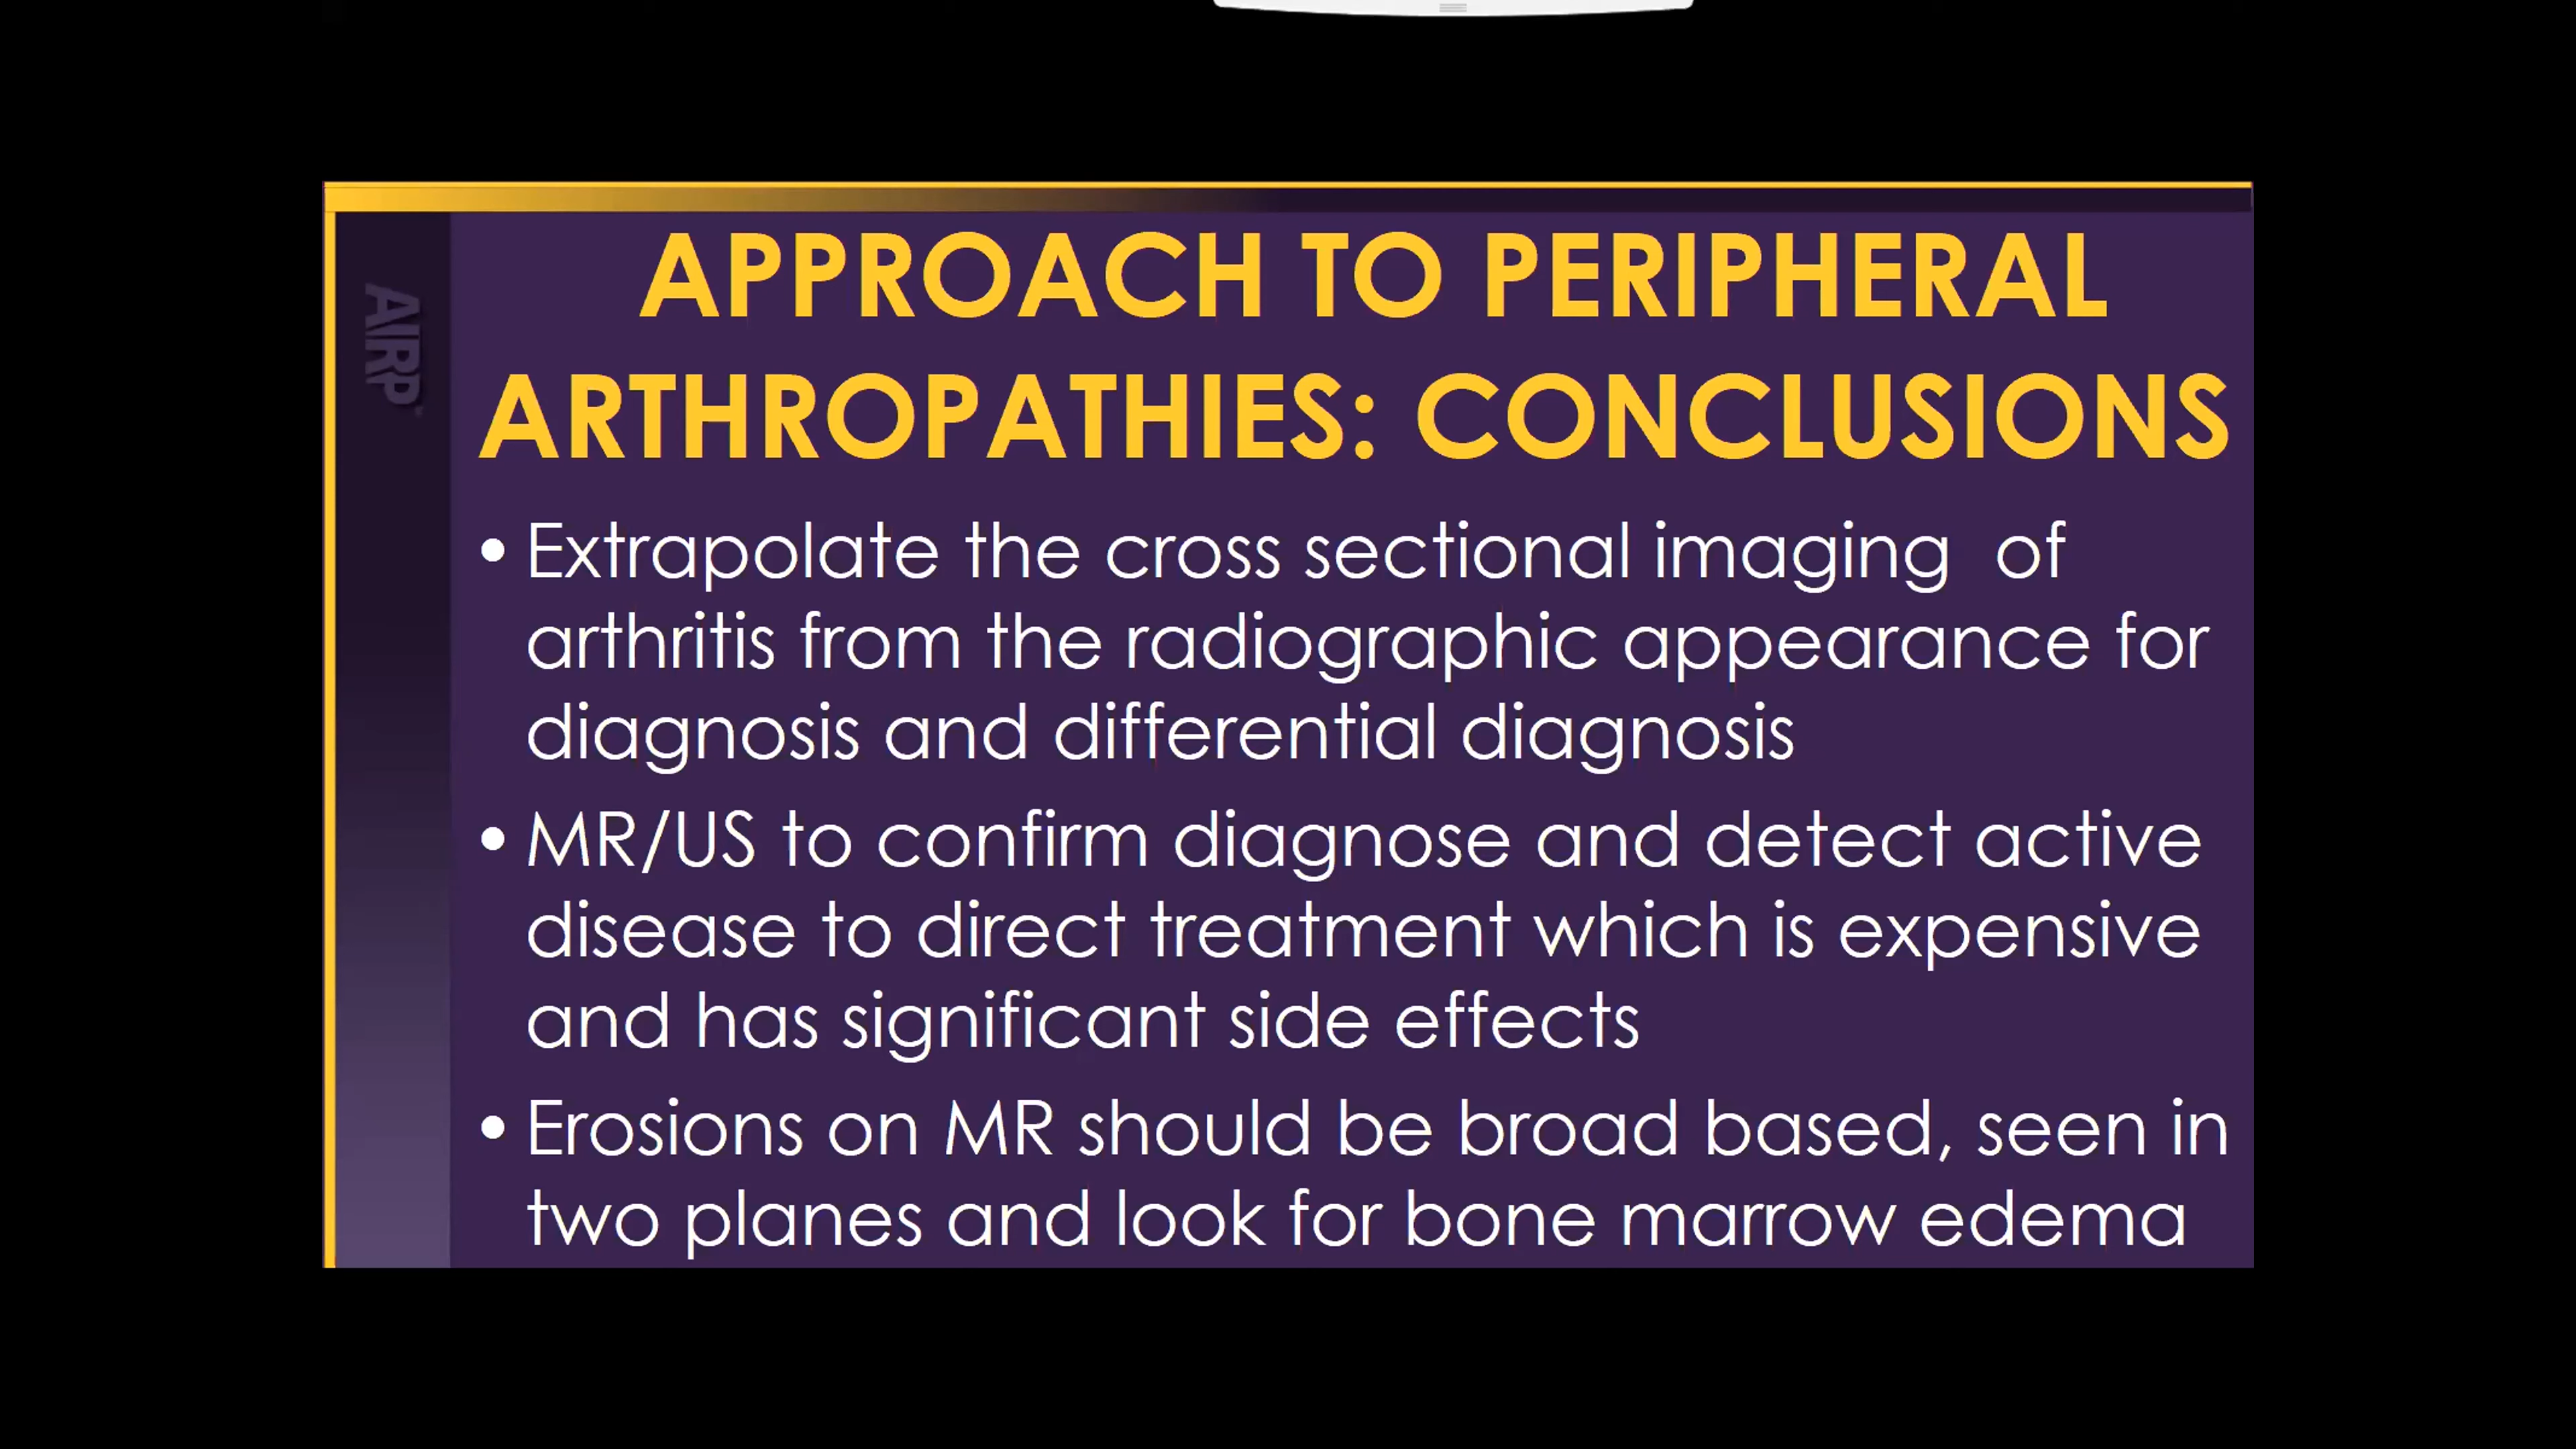 APPROACH TO PERIPHERAL
ARTHROPATHIES: CONCLUSIONS
AIRP
• Extrapolate the cross sectional imaging of
arthritis from the radiographic appearance for
diagnosis and differential diagnosis
• MR/US to confirm diagnose and detect active
disease to direct treatment which is expensive
and has significant side effects
• Erosions on MR should be broad based, seen in
two planes and look for bone marrow edema